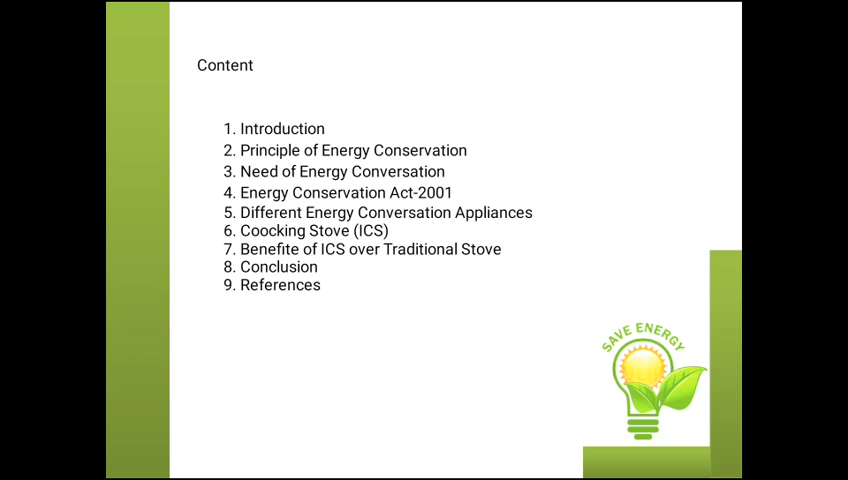 Content
1. Introduction
2. Principle of Energy Conservation
3. Need of Energy Conversation
4. Energy Conservation Act-2001
5. Different Energy Conversation Appliances
6. Coocking Stove (ICS)
7. Benefite of ICS over Traditional Stove
8. Conclusion
9. References
SAVE ENERGY